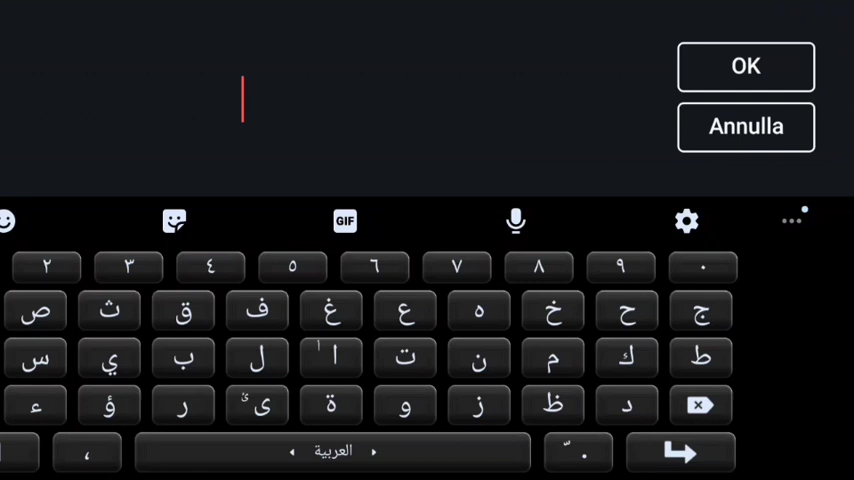 OK
Annulla
GIF
٢ ٣ ٤ ٥ ٦ ٧ ٨ ٩ ٠
ص ث ق ف غ ع ه خ ح ج
س ي ب ل ا أ ت ن م ك ط
ء ؤ ر ى ئ ة و ز ظ د
، العربية . ّ